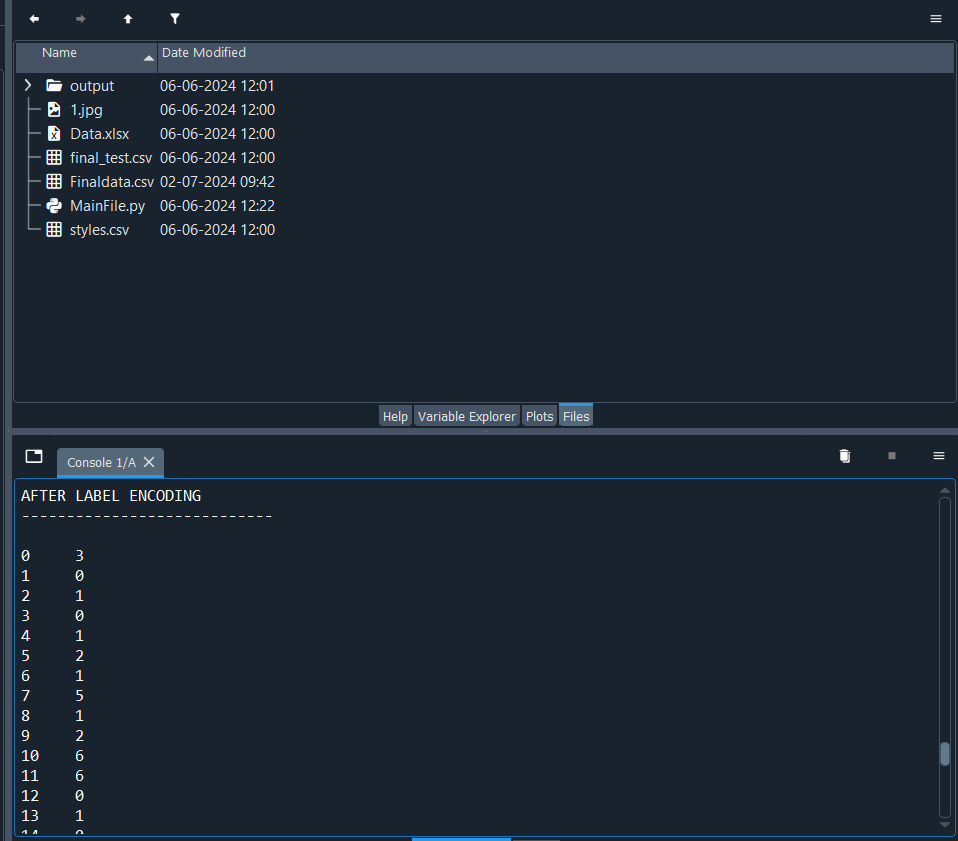 Name Date Modified
output 06-06-2024 12:01
1.jpg 06-06-2024 12:00
Data.xlsx 06-06-2024 12:00
final_test.csv 06-06-2024 12:00
Finaldata.csv 02-07-2024 09:42
MainFile.py 06-06-2024 12:22
styles.csv 06-06-2024 12:00
Help Variable Explorer Plots Files
Console 1/A
AFTER LABEL ENCODING
----------------------------
0 3
1 0
2 1
3 0
4 1
5 2
6 1
7 5
8 1
9 2
10 6
11 6
12 0
13 1